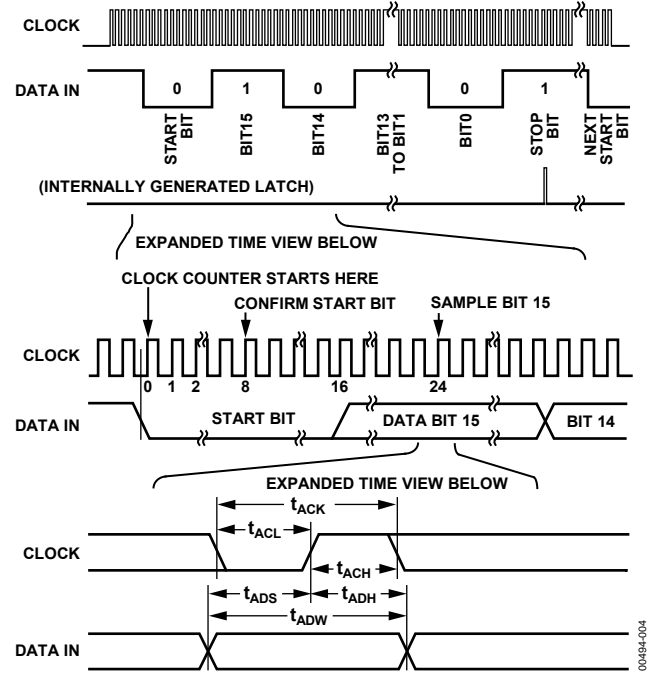 CLOCK
DATA IN
0 1 0 0 1
START BIT
BIT15
BIT14
BIT13 TO BIT1
BIT0
STOP BIT
NEXT START BIT
(INTERNALLY GENERATED LATCH)
EXPANDED TIME VIEW BELOW
CLOCK COUNTER STARTS HERE
CONFIRM START BIT
SAMPLE BIT 15
CLOCK
0 1 2 8 16 24
DATA IN
START BIT
DATA BIT 15
BIT 14
EXPANDED TIME VIEW BELOW
tACK
tACL
CLOCK
tACH
tADS
tADH
tADW
DATA IN
00494-004